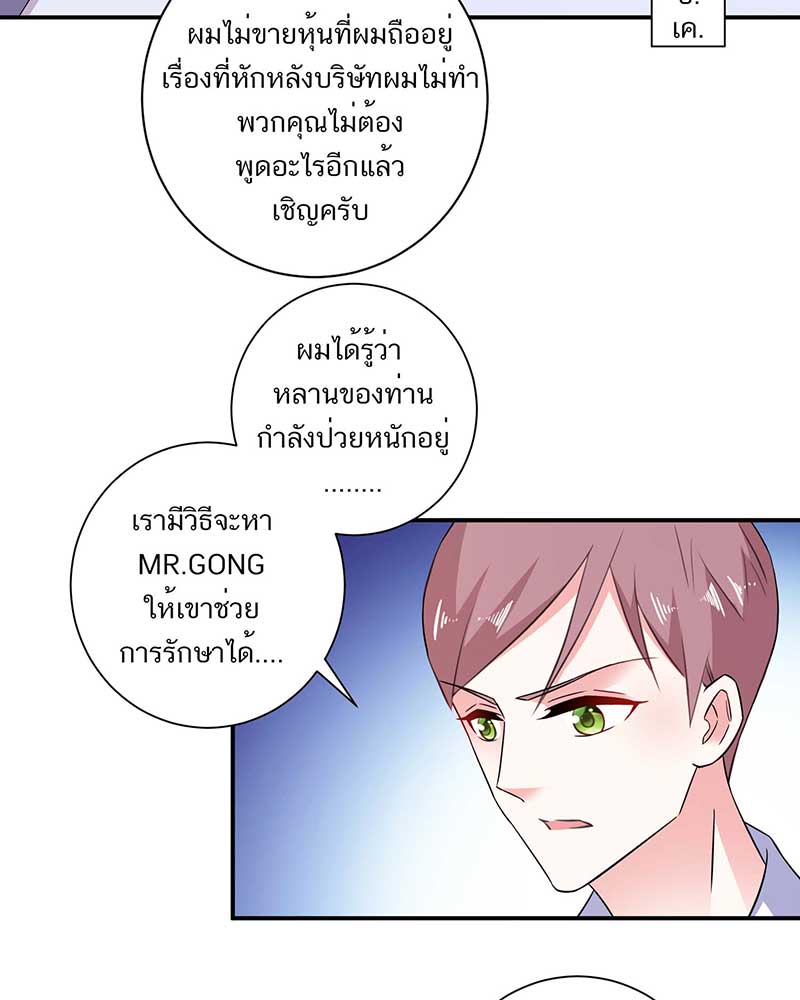 เค.
ผมไม่ขายหุ้นที่ผมถืออยู่
เรื่องที่หักหลังบริษัทผมไม่ทำ
พวกคุณไม่ต้อง
พูดอะไรอีกแล้ว
เชิญครับ
ผมได้รู้ว่า
หลานของท่าน
กำลังป่วยหนักอยู่
........
เรามีวิธีจะหา
MR.GONG
ให้เขาช่วย
การรักษาได้....